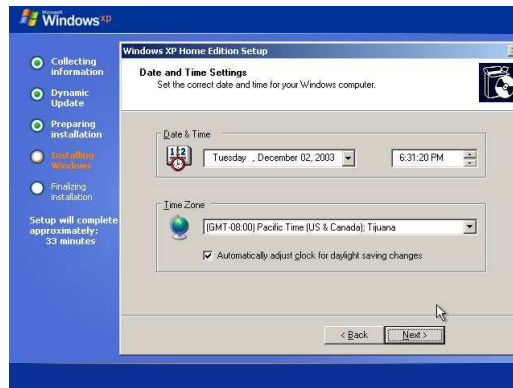 Microsoft
Windows xp
Collecting
information
Dynamic
Update
Preparing
installation
Installing
Windows
Finalizing
installation
Setup will complete
approximately:
33 minutes
Windows XP Home Edition Setup
Date and Time Settings
Set the correct date and time for your Windows computer.
Date & Time
Tuesday , December 02, 2003
6:31:20 PM
Time Zone
(GMT-08:00) Pacific Time (US & Canada); Tijuana
Automatically adjust clock for daylight saving changes
< Back
Next >